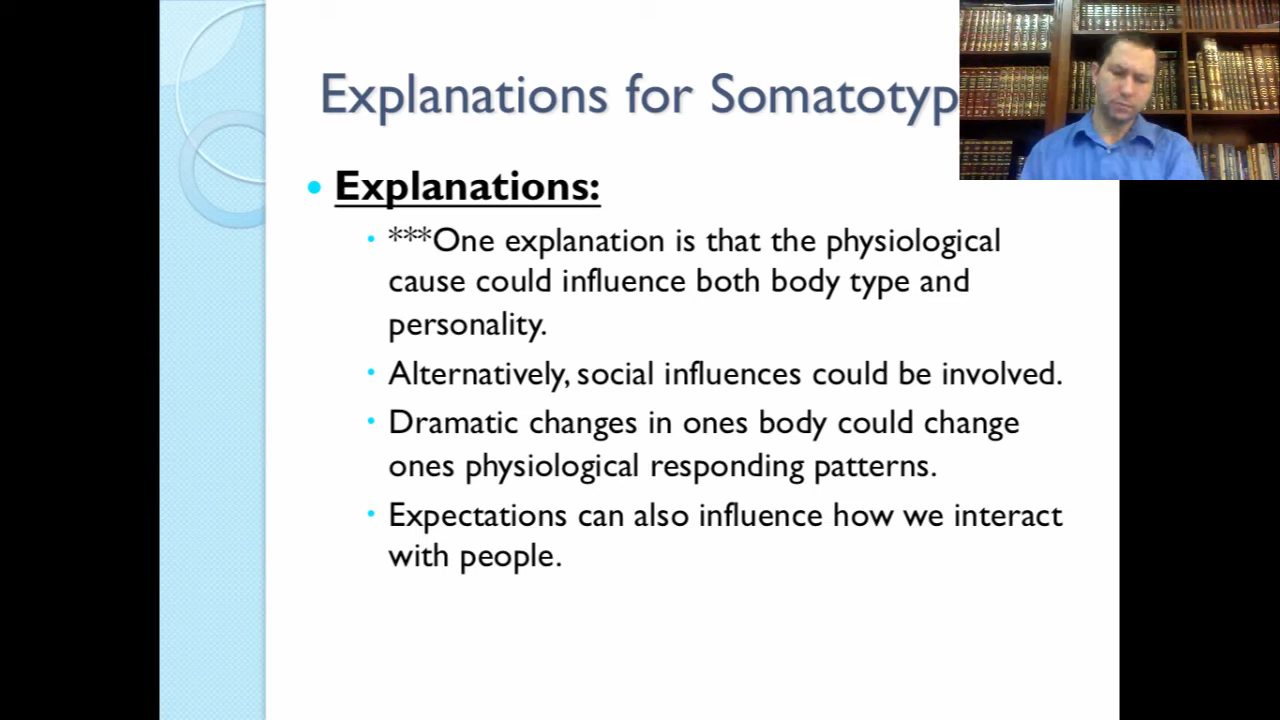 Explanations for Somatotyp
• Explanations:
• ***One explanation is that the physiological
cause could influence both body type and
personality.
• Alternatively, social influences could be involved.
• Dramatic changes in ones body could change
ones physiological responding patterns.
• Expectations can also influence how we interact
with people.